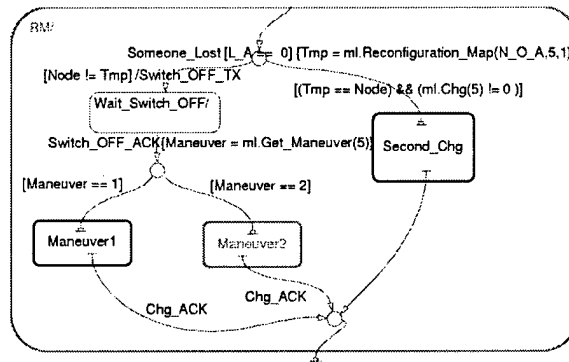 RM/
Someone_Lost [L_A == 0] {Tmp = ml.Reconfiguration_Map(N_O_A,5,1)
[Node != Tmp] /Switch_OFF_TX
[(Tmp == Node) && (ml.Chg(5) != 0 )]
Wait_Switch_OFF/
Switch_OFF_ACK{Maneuver = ml.Get_Maneuver(5)}
Second_Chg
[Maneuver == 1]
[Maneuver == 2]
Maneuver1
Maneuver2
Chg_ACK
Chg_ACK